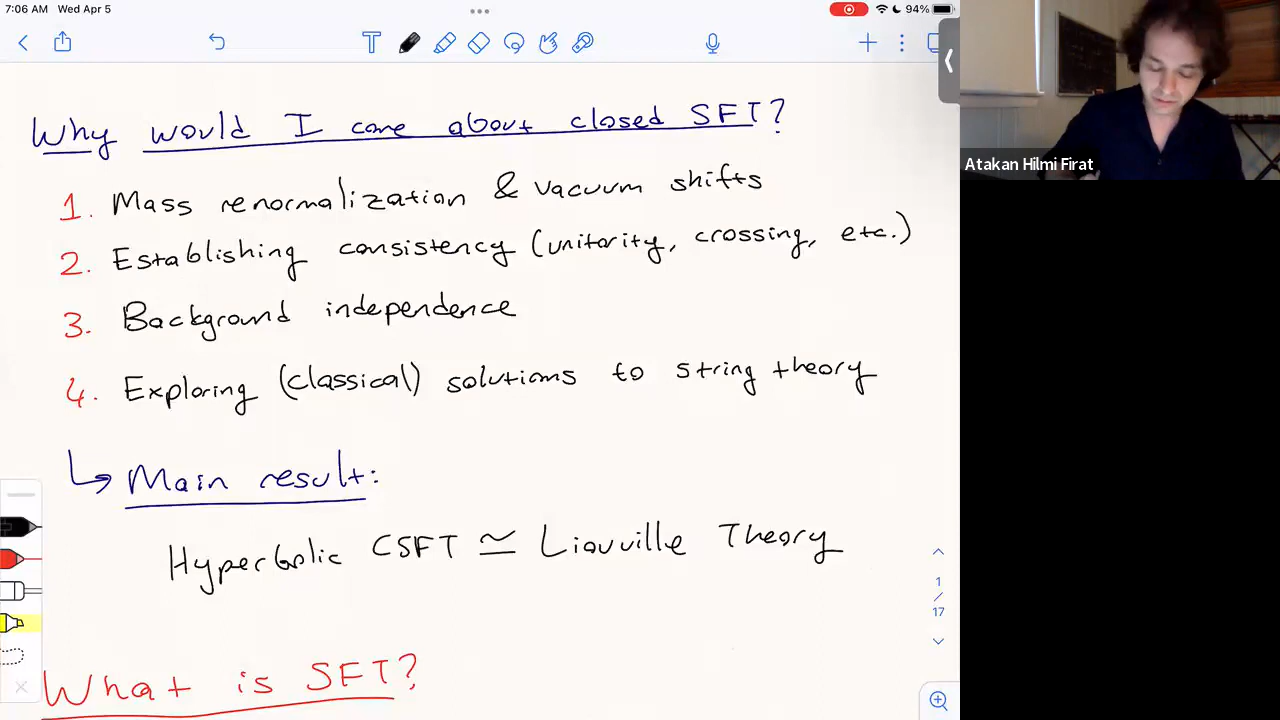 7:06 AM Wed Apr 5
94%
Why would I care about closed SFT?
1. Mass renormalization & vacuum shifts
2. Establishing consistency (unitarity, crossing, etc.)
3. Background independence
4. Exploring (classical) solutions to string theory
↳ Main result:
Hyperbolic CSFT ≃ Liouville Theory
1
/
17
What is SFT?
Atakan Hilmi Firat